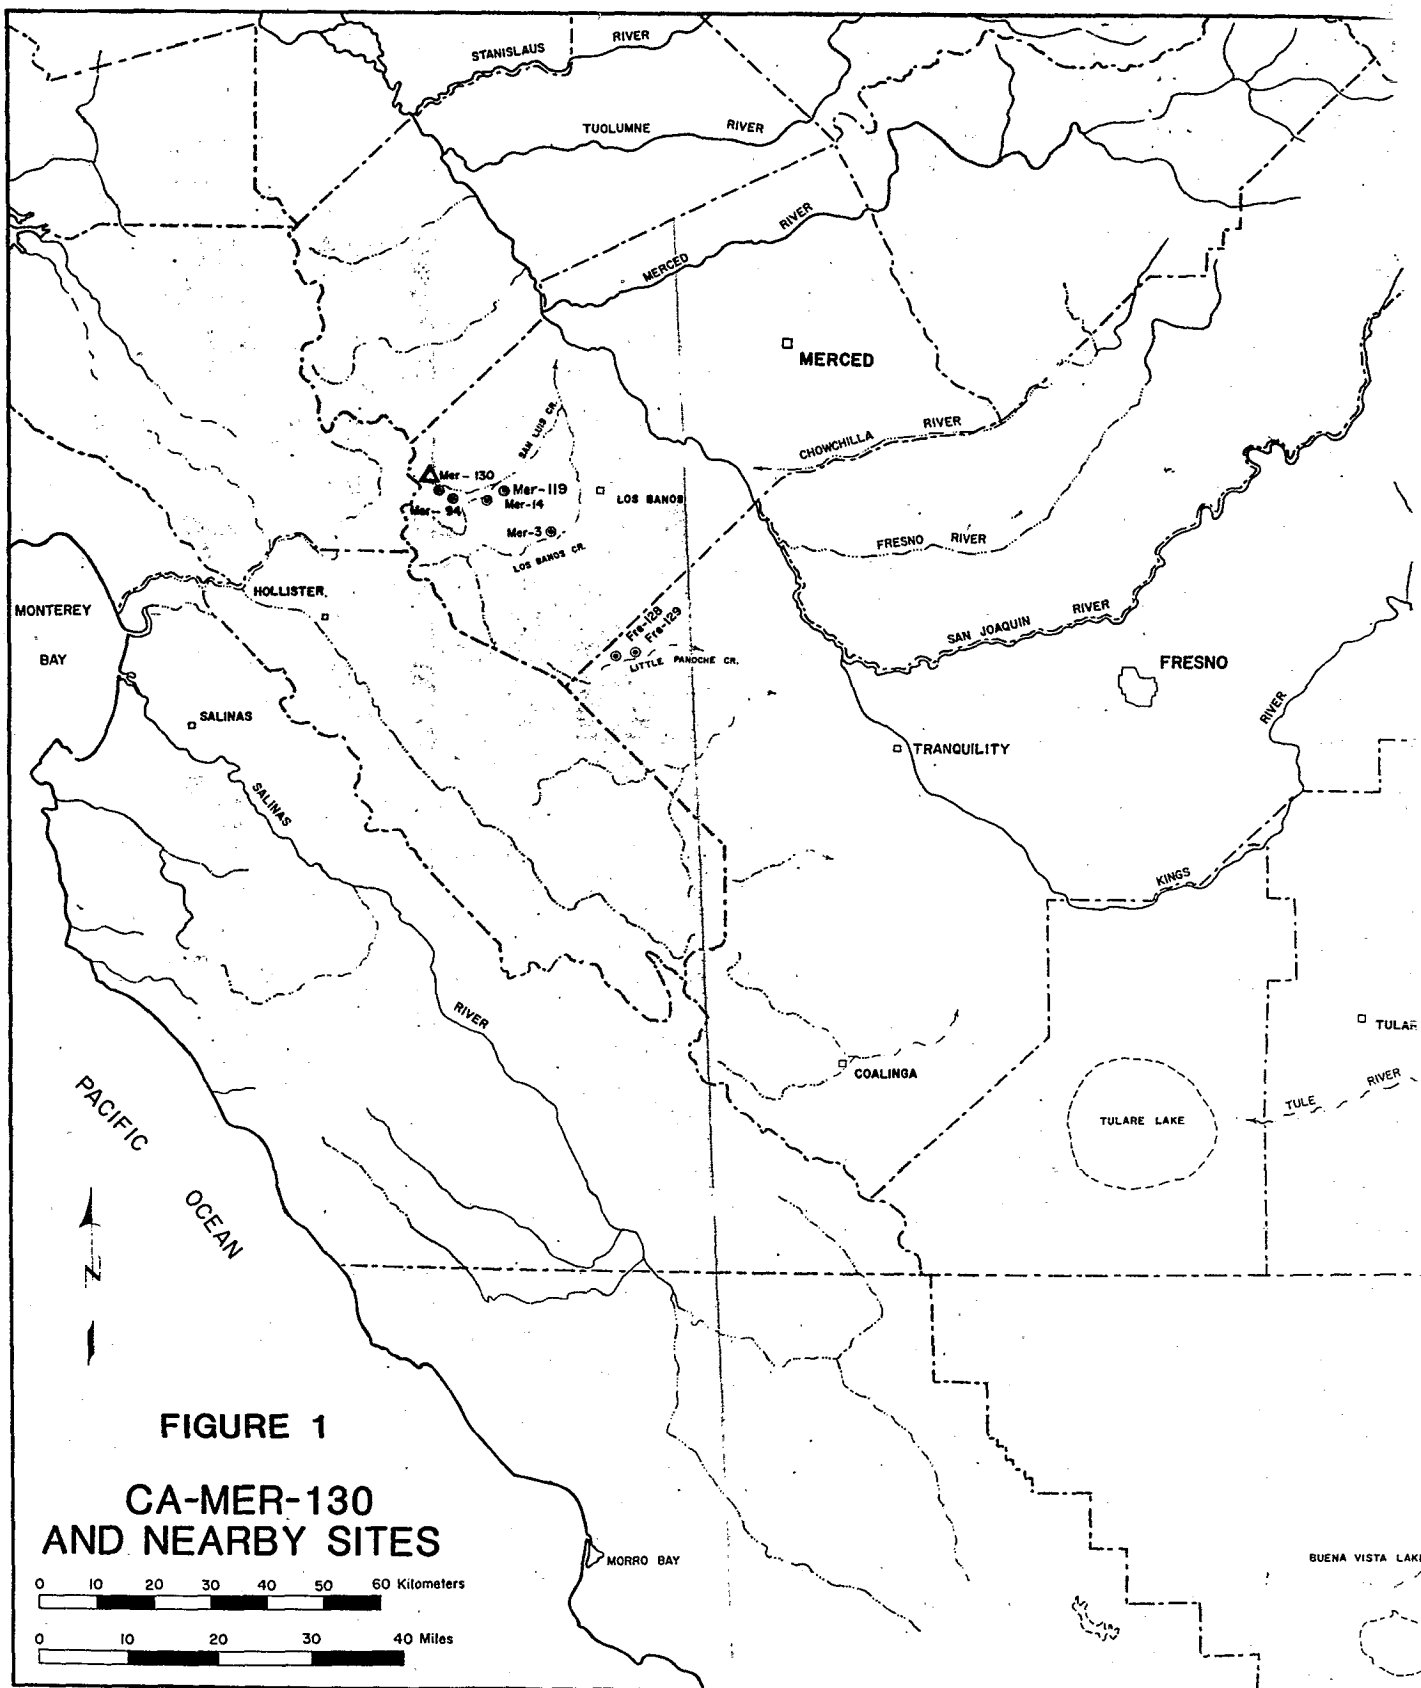 STANISLAUS RIVER
TUOLUMNE RIVER
MERCED RIVER
MERCED
CHOWCHILLA RIVER
SAN LUIS CR.
Mer-130
Mer-119
Mer-94
Mer-14
LOS BANOS
Mer-3
LOS BANOS CR.
FRESNO RIVER
HOLLISTER
MONTEREY
BAY
Fre-128
Fre-129
LITTLE PANOCHE CR.
SAN JOAQUIN RIVER
FRESNO
RIVER
SALINAS
TRANQUILITY
SALINAS
KINGS
RIVER
TULAR
COALINGA
PACIFIC
OCEAN
TULARE LAKE
TULE RIVER
N
FIGURE 1
CA-MER-130
AND NEARBY SITES
MORRO BAY
BUENA VISTA LAK
0 10 20 30 40 50 60 Kilometers
0 10 20 30 40 Miles